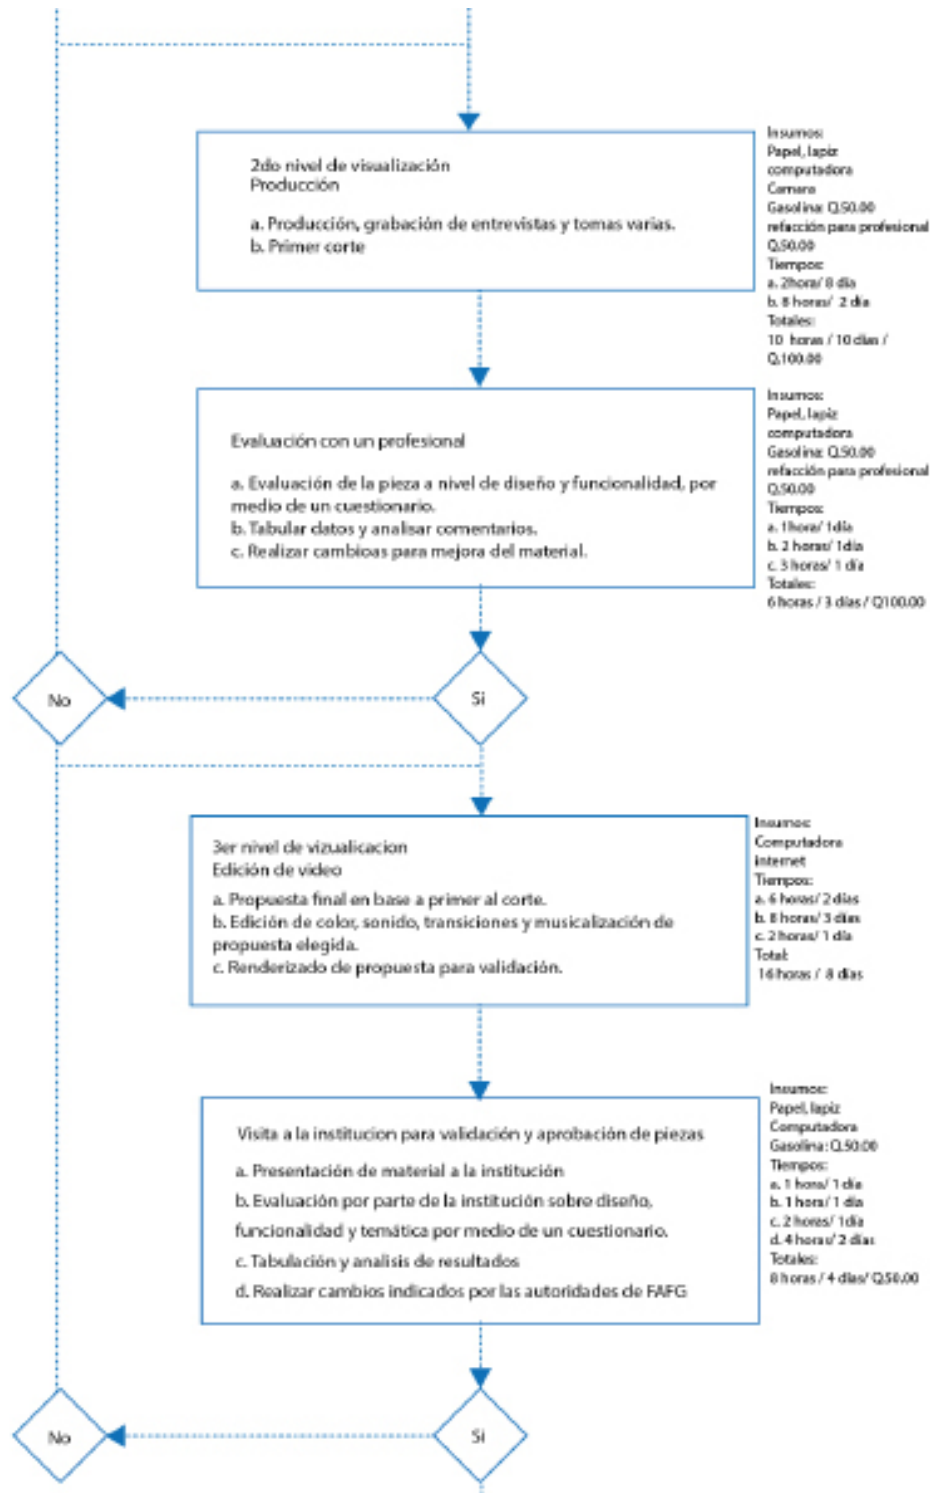 2do nivel de visualización
Producción
a. Producción, grabación de entrevistas y tomas varias.
b. Primer corte
Insumos:
Papel, lapiz
computadora
Camara
Gasolina: Q.50.00
refacción para profesional
Q.50.00
Tiempos:
a. 2hora/ 8 día
b. 8 horas/ 2 día
Totales:
10 horas / 10 días /
Q.100.00
Evaluación con un profesional
a. Evaluación de la pieza a nivel de diseño y funcionalidad, por
medio de un cuestionario.
b. Tabular datos y analisar comentarios.
c. Realizar cambioas para mejora del material.
Insumos:
Papel, lapiz
computadora
Gasolina: Q.50.00
refacción para profesional
Q.50.00
Tiempos:
a. 1hora/ 1día
b. 2 horas/ 1día
c. 3 horas/ 1 día
Totales:
6 horas / 3 días / Q100.00
No
Si
3er nivel de vizualicacion
Edición de video
a. Propuesta final en base a primer al corte.
b. Edición de color, sonido, transiciones y musicalización de
propuesta elegida.
c. Renderizado de propuesta para validación.
Insumos:
Computadora
internet
Tiempos:
a. 6 horas/ 2 días
b. 8 horas/ 3 días
c. 2 horas/ 1 día
Total:
16 horas / 8 días
Visita a la institucion para validación y aprobación de piezas
a. Presentación de material a la institución
b. Evaluación por parte de la institución sobre diseño,
funcionalidad y temática por medio de un cuestionario.
c. Tabulación y analisis de resultados
d. Realizar cambios indicados por las autoridades de FAFG
Insumos:
Papel, lapiz
Computadora
Gasolina: Q.50.00
Tiempos:
a. 1 hora/ 1 día
b. 1 hora/ 1 día
c. 2 horas/ 1día
d. 4 horas/ 2 días
Totales:
8 horas / 4 días/ Q.50.00
No
Si